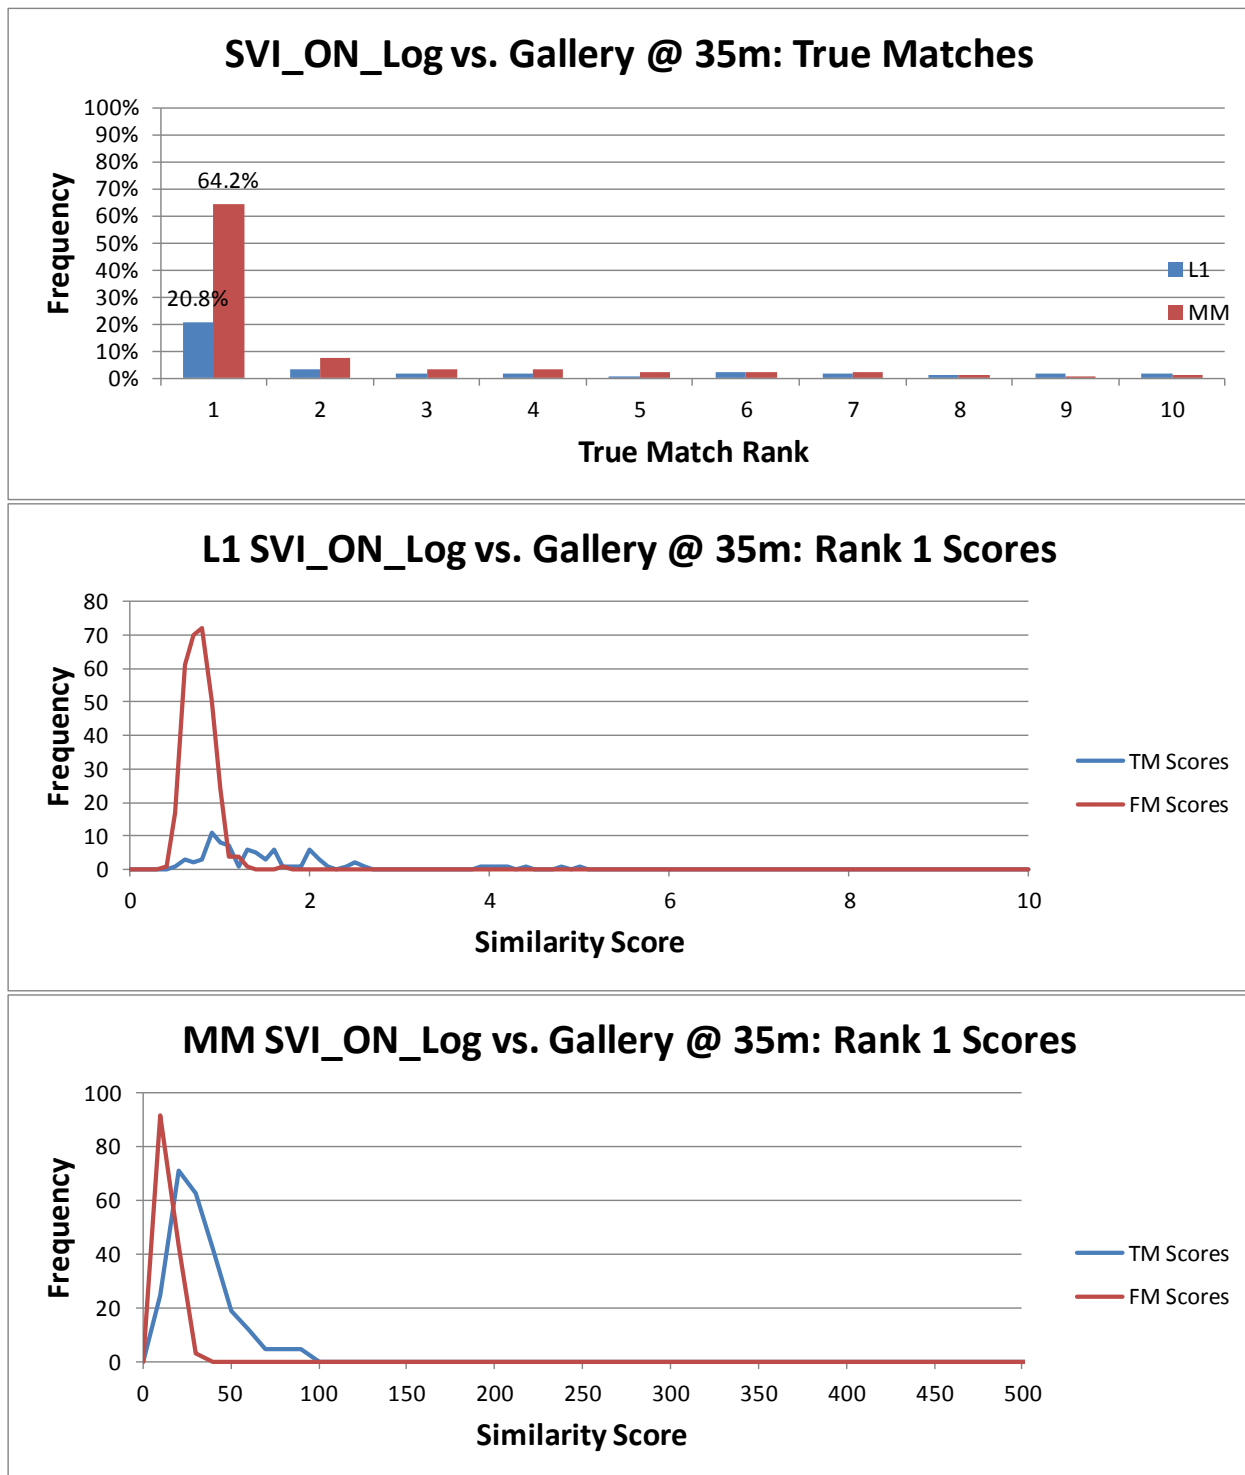 SVI_ON_Log vs. Gallery @ 35m: True Matches
100%
90%
80%
70%
60%
50%
40%
30%
20%
10%
0%
Frequency
64.2%
20.8%
L1
MM
1 2 3 4 5 6 7 8 9 10
True Match Rank
L1 SVI_ON_Log vs. Gallery @ 35m: Rank 1 Scores
80
70
60
50
40
30
20
10
0
Frequency
TM Scores
FM Scores
0 2 4 6 8 10
Similarity Score
MM SVI_ON_Log vs. Gallery @ 35m: Rank 1 Scores
100
80
60
40
20
0
Frequency
TM Scores
FM Scores
0 50 100 150 200 250 300 350 400 450 500
Similarity Score